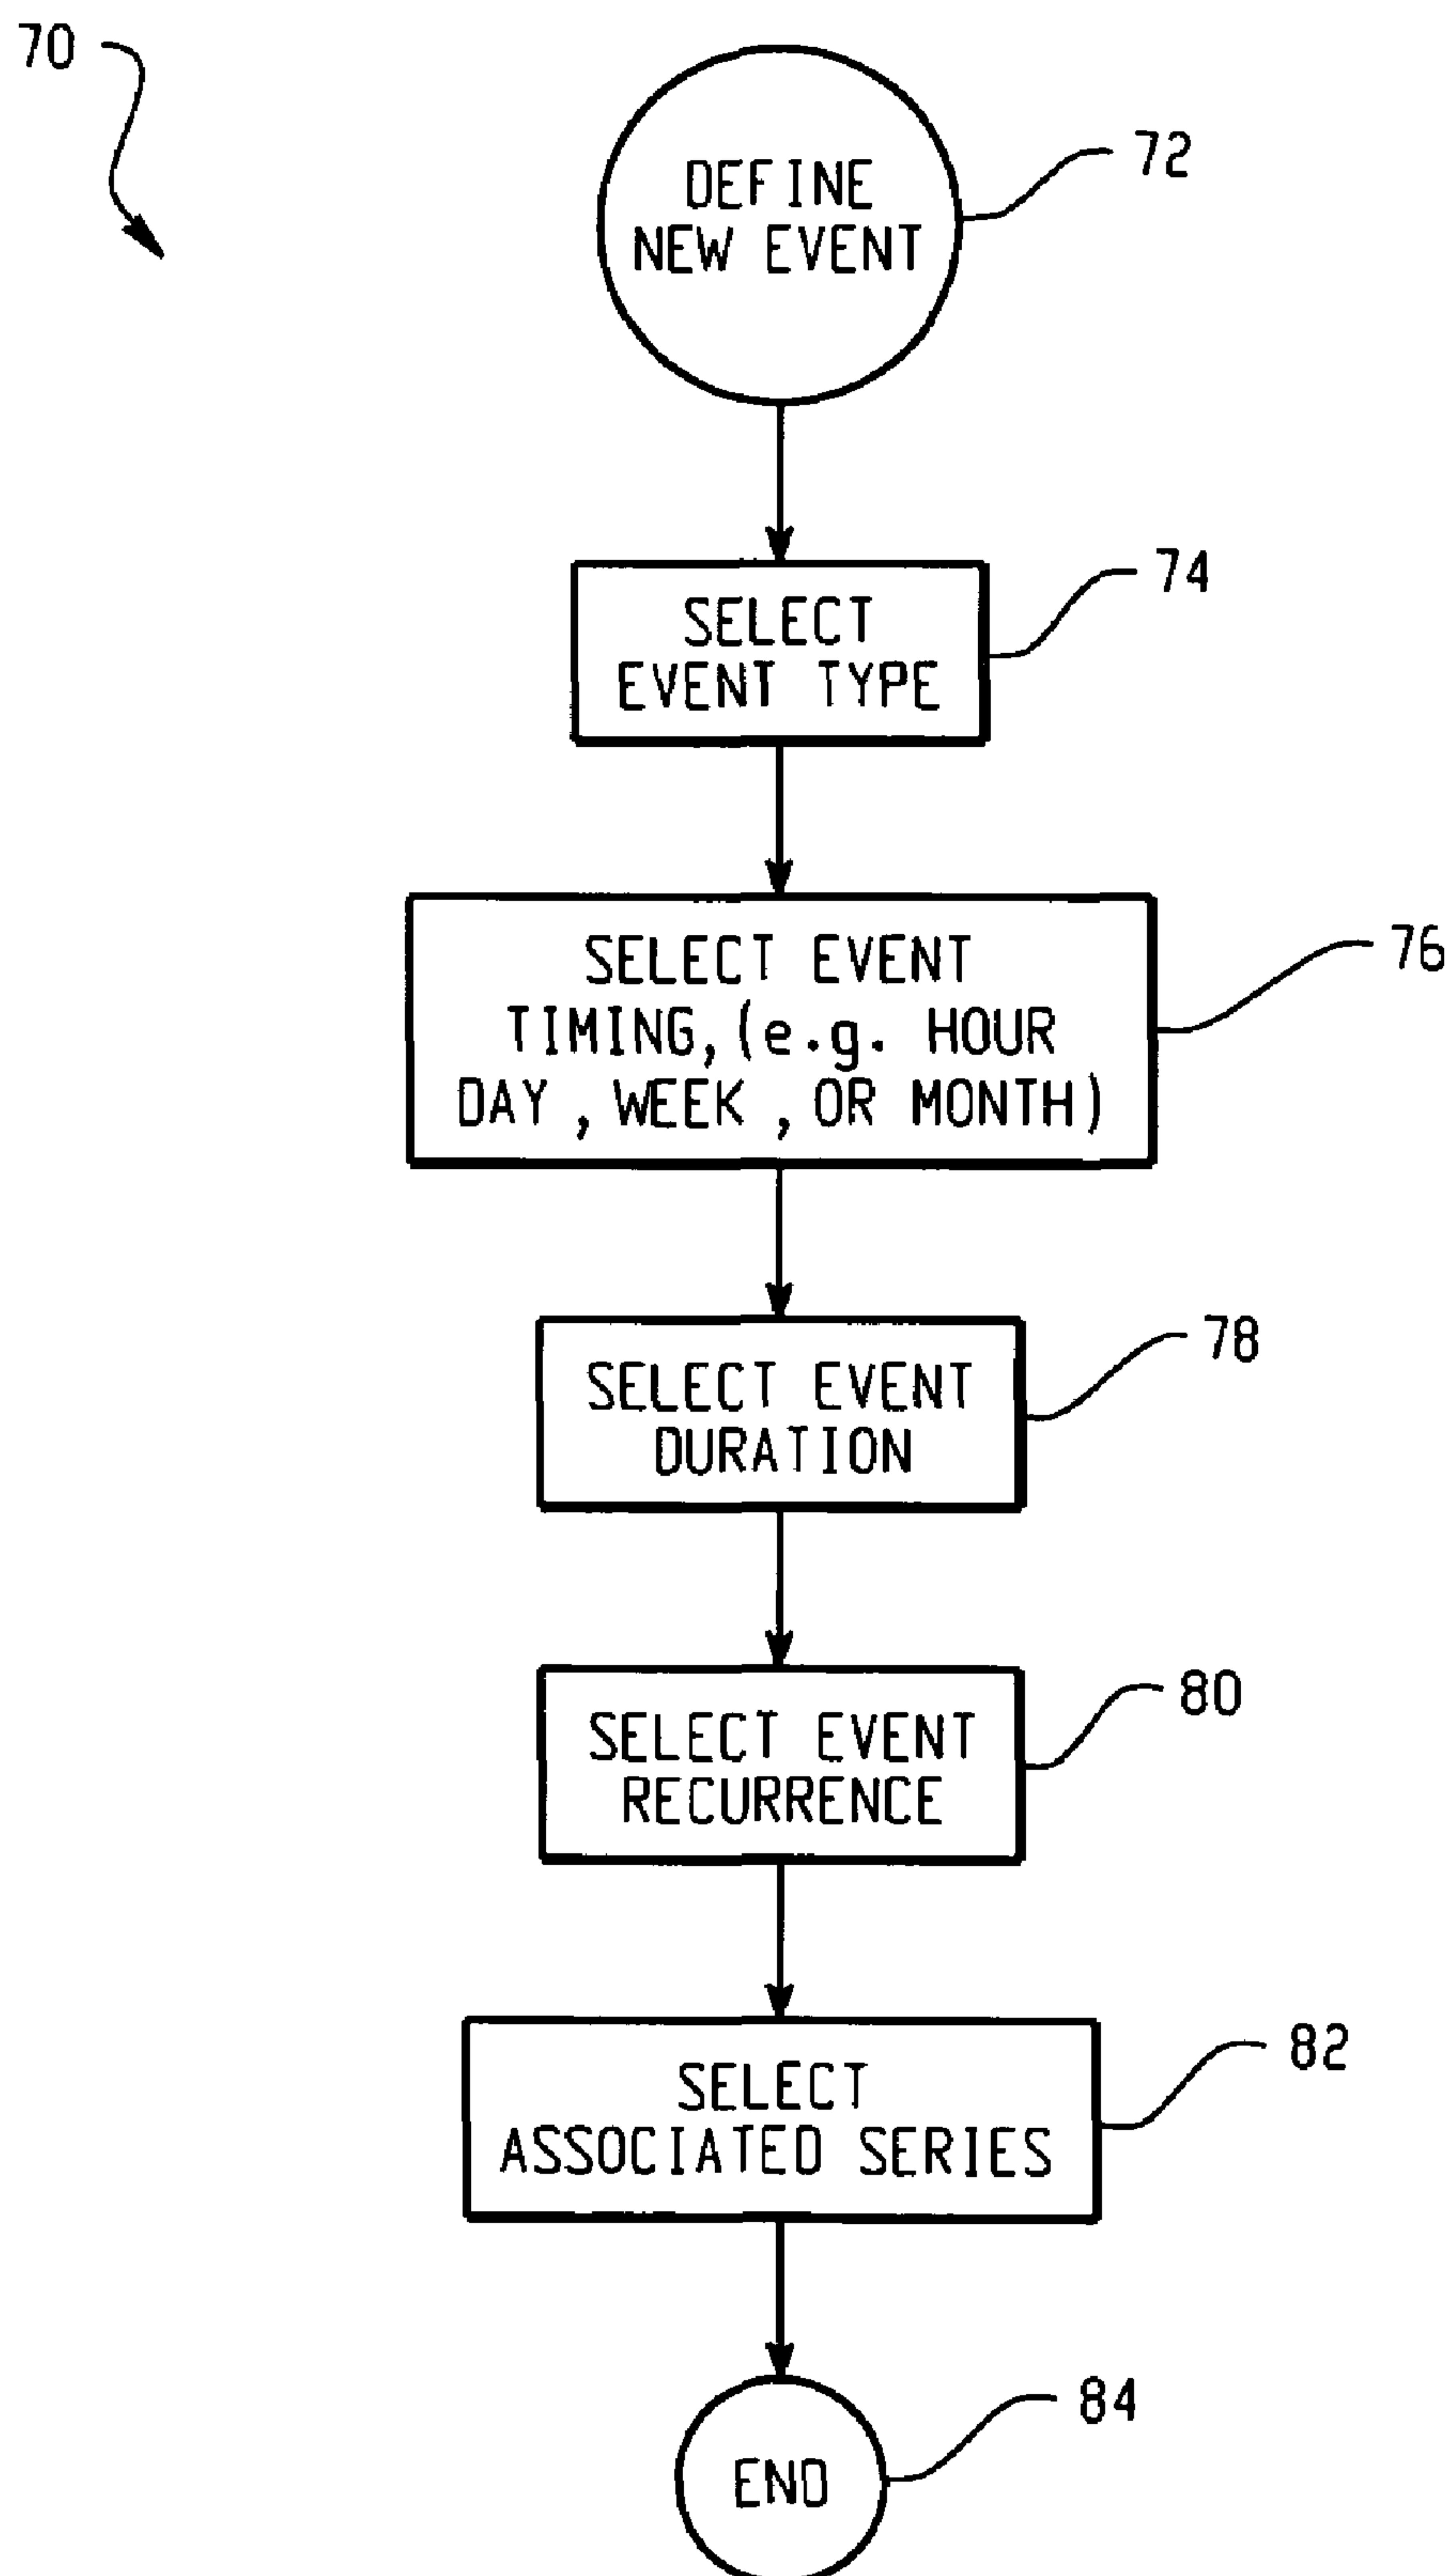 70
DEFINE
NEW EVENT
72
SELECT
EVENT TYPE
74
SELECT EVENT
TIMING,(e.g. HOUR
DAY , WEEK , OR MONTH)
76
SELECT EVENT
DURATION
78
SELECT EVENT
RECURRENCE
80
SELECT
ASSOCIATED SERIES
82
END
84